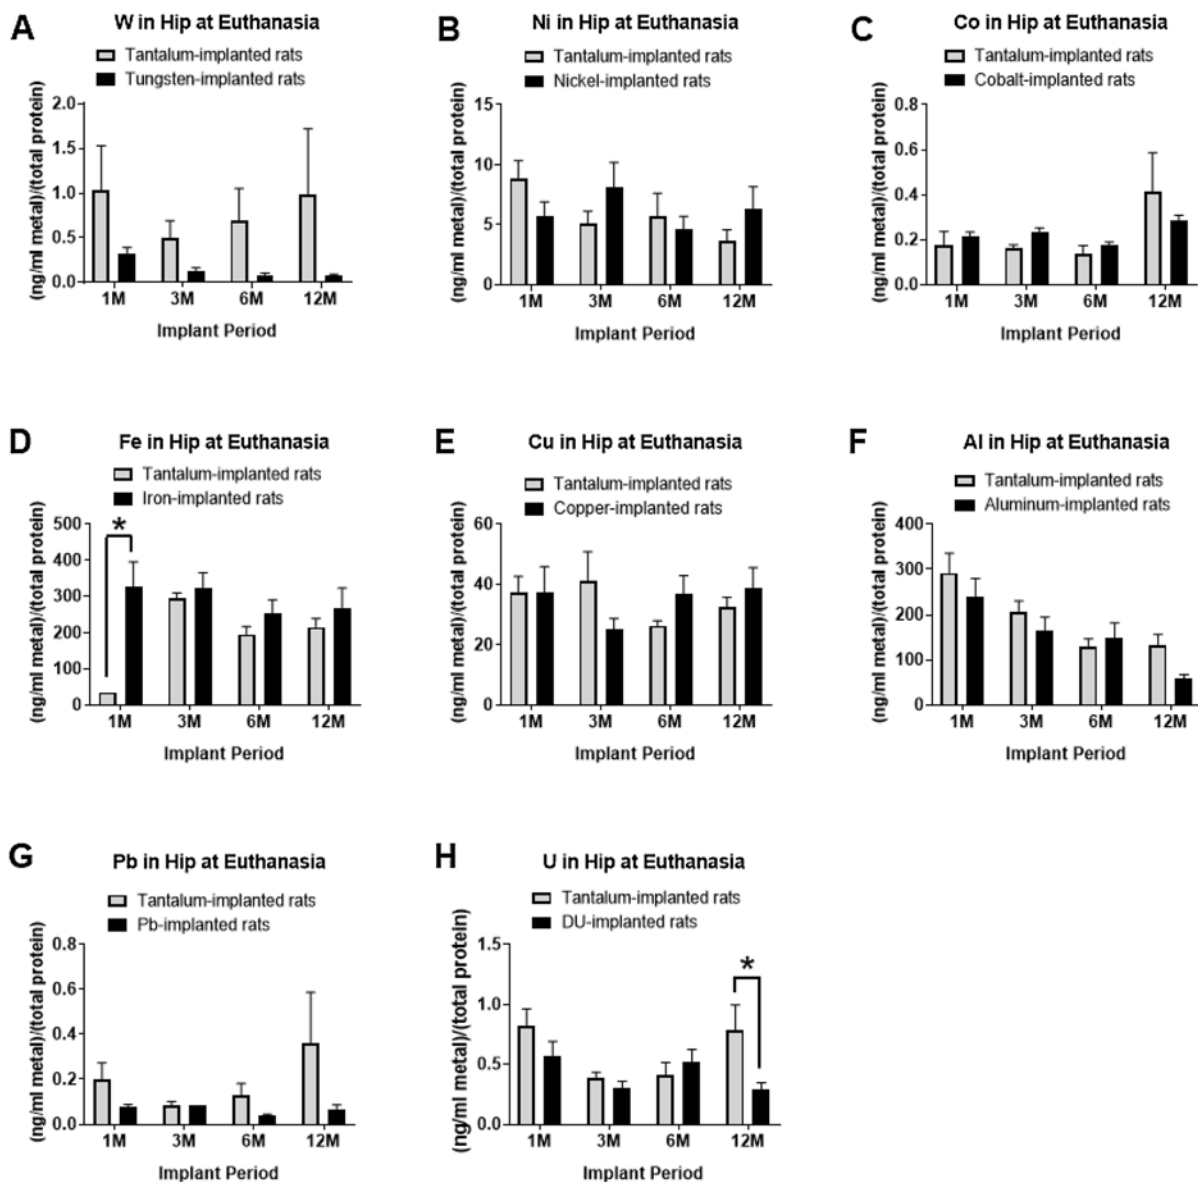 A
W in Hip at Euthanasia
Tantalum-implanted rats
Tungsten-implanted rats
(ng/ml metal)/(total protein)
2.0
1.5
1.0
0.5
0.0
1M 3M 6M 12M
Implant Period
B
Ni in Hip at Euthanasia
Tantalum-implanted rats
Nickel-implanted rats
(ng/ml metal)/(total protein)
15
10
5
0
1M 3M 6M 12M
Implant Period
C
Co in Hip at Euthanasia
Tantalum-implanted rats
Cobalt-implanted rats
(ng/ml metal)/(total protein)
0.8
0.6
0.4
0.2
0.0
1M 3M 6M 12M
Implant Period
D
Fe in Hip at Euthanasia
Tantalum-implanted rats
Iron-implanted rats
(ng/ml metal)/(total protein)
500
400
300
200
100
0
*
1M 3M 6M 12M
Implant Period
E
Cu in Hip at Euthanasia
Tantalum-implanted rats
Copper-implanted rats
(ng/ml metal)/(total protein)
60
40
20
0
1M 3M 6M 12M
Implant Period
F
Al in Hip at Euthanasia
Tantalum-implanted rats
Aluminum-implanted rats
(ng/ml metal)/(total protein)
400
300
200
100
0
1M 3M 6M 12M
Implant Period
G
Pb in Hip at Euthanasia
Tantalum-implanted rats
Pb-implanted rats
(ng/ml metal)/(total protein)
0.8
0.6
0.4
0.2
0.0
1M 3M 6M 12M
Implant Period
H
U in Hip at Euthanasia
Tantalum-implanted rats
DU-implanted rats
(ng/ml metal)/(total protein)
1.5
1.0
0.5
0.0
*
1M 3M 6M 12M
Implant Period